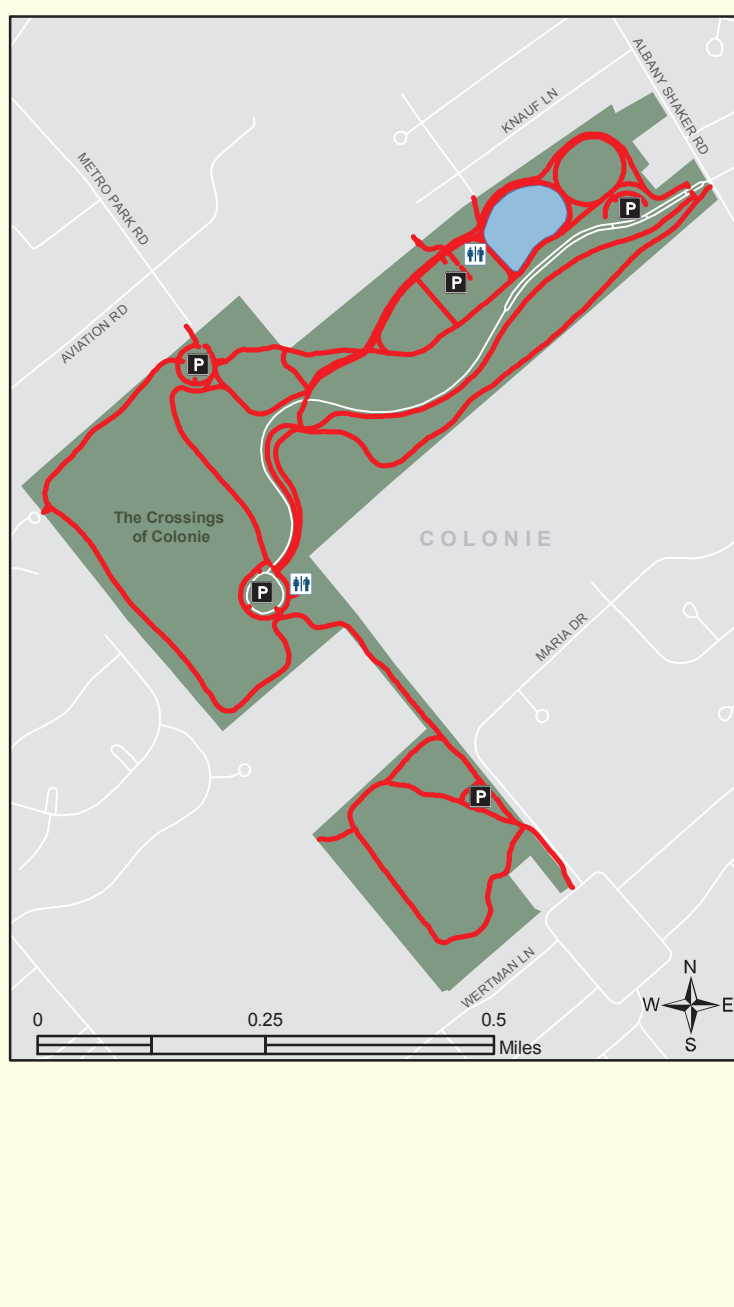 ALBANY SHAKER RD
KNAUF LN
METRO PARK RD
P
P
AVIATION RD
P
The Crossings
of Colonie
COLONIE
P
MARIA DR
P
WERTMAN LN
N
W E
S
0 0.25 0.5
Miles